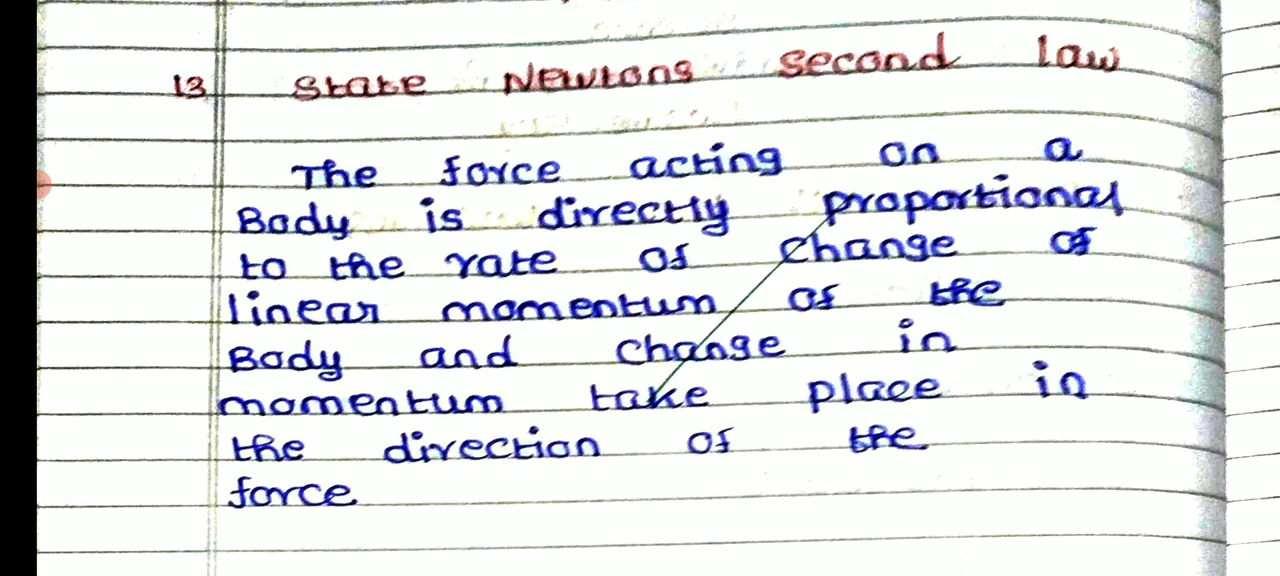 13 State Newtons second law
The force acting on a
Body is directly proportional
to the rate of change of
linear momentum of the
Body and change in
momentum take place in
the direction of the
force